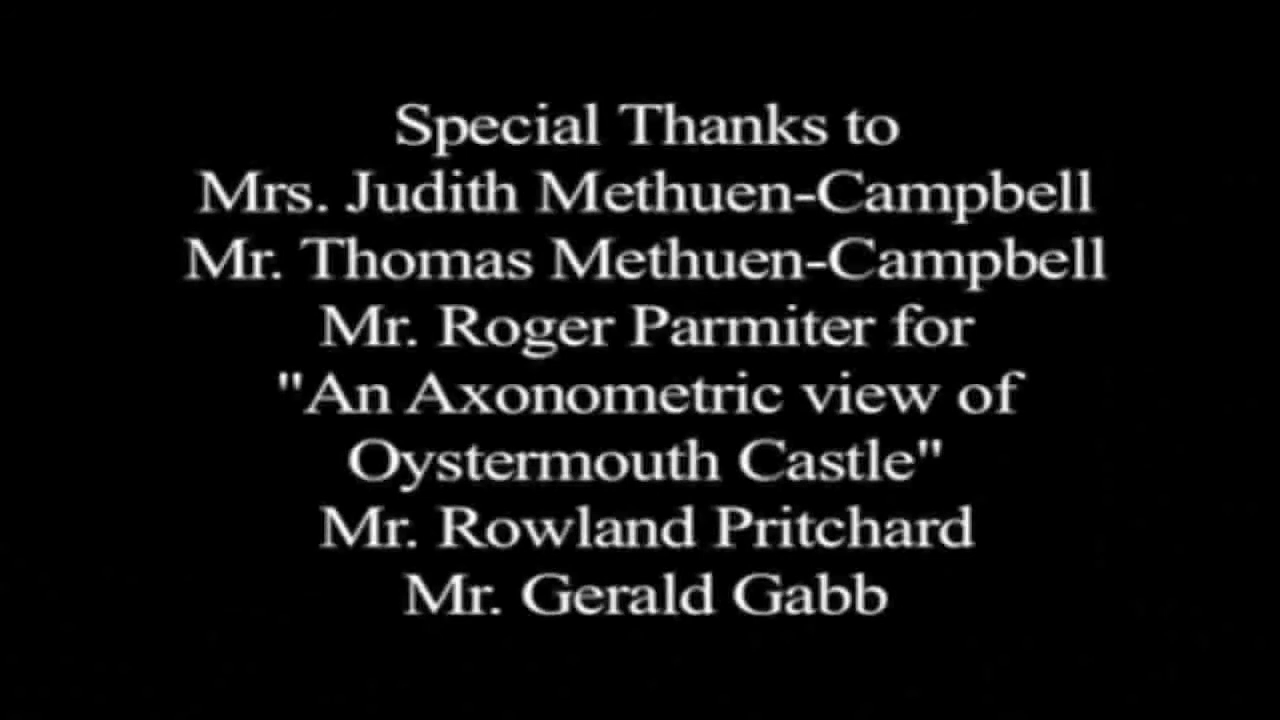 Special Thanks to
Mrs. Judith Methuen-Campbell
Mr. Thomas Methuen-Campbell
Mr. Roger Parmiter for
"An Axonometric view of
Oystermouth Castle"
Mr. Rowland Pritchard
Mr. Gerald Gabb